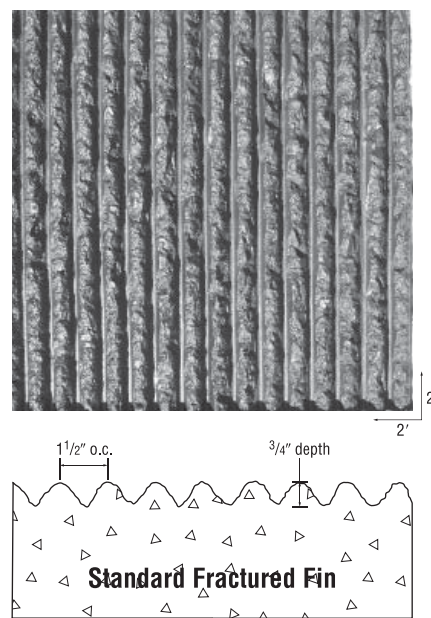 2
2'
1 1/2" o.c.
3/4" depth
Standard Fractured Fin